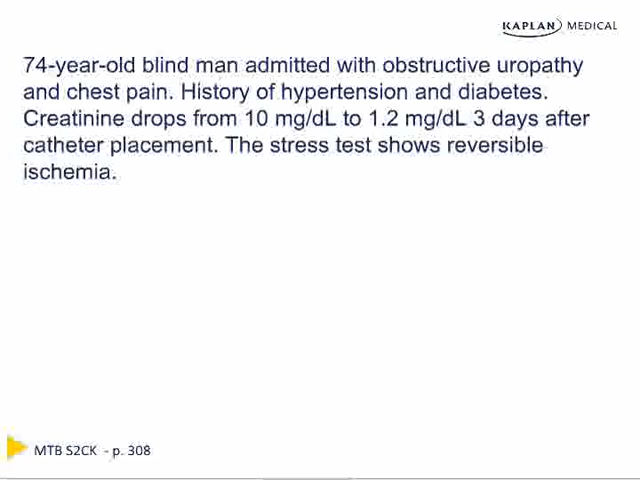 KAPLAN MEDICAL
74-year-old blind man admitted with obstructive uropathy
and chest pain. History of hypertension and diabetes.
Creatinine drops from 10 mg/dL to 1.2 mg/dL 3 days after
catheter placement. The stress test shows reversible
ischemia.
MTB S2CK - p. 308